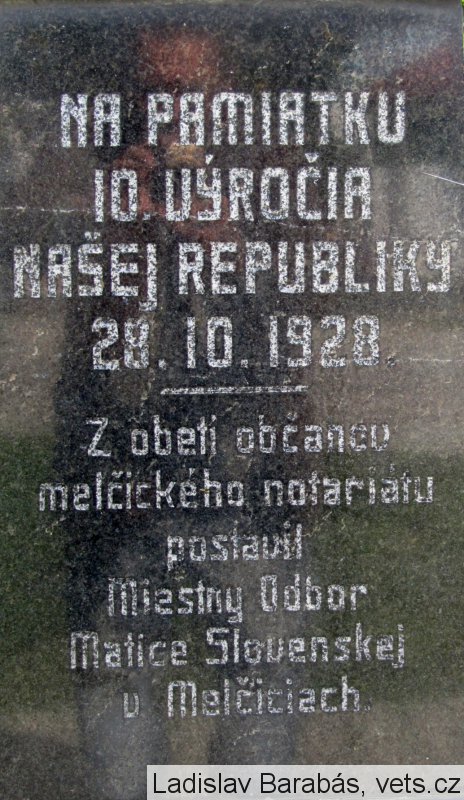 NA PAMIATKU
10. VÝROČIA
NAŠEJ REPUBLIKY
28. 10. 1928.
Z obetí občanov
melčického notariátu
postavil
Miestny Odbor
Matice Slovenskej
v Melčiciach.
Ladislav Barabás, vets.cz